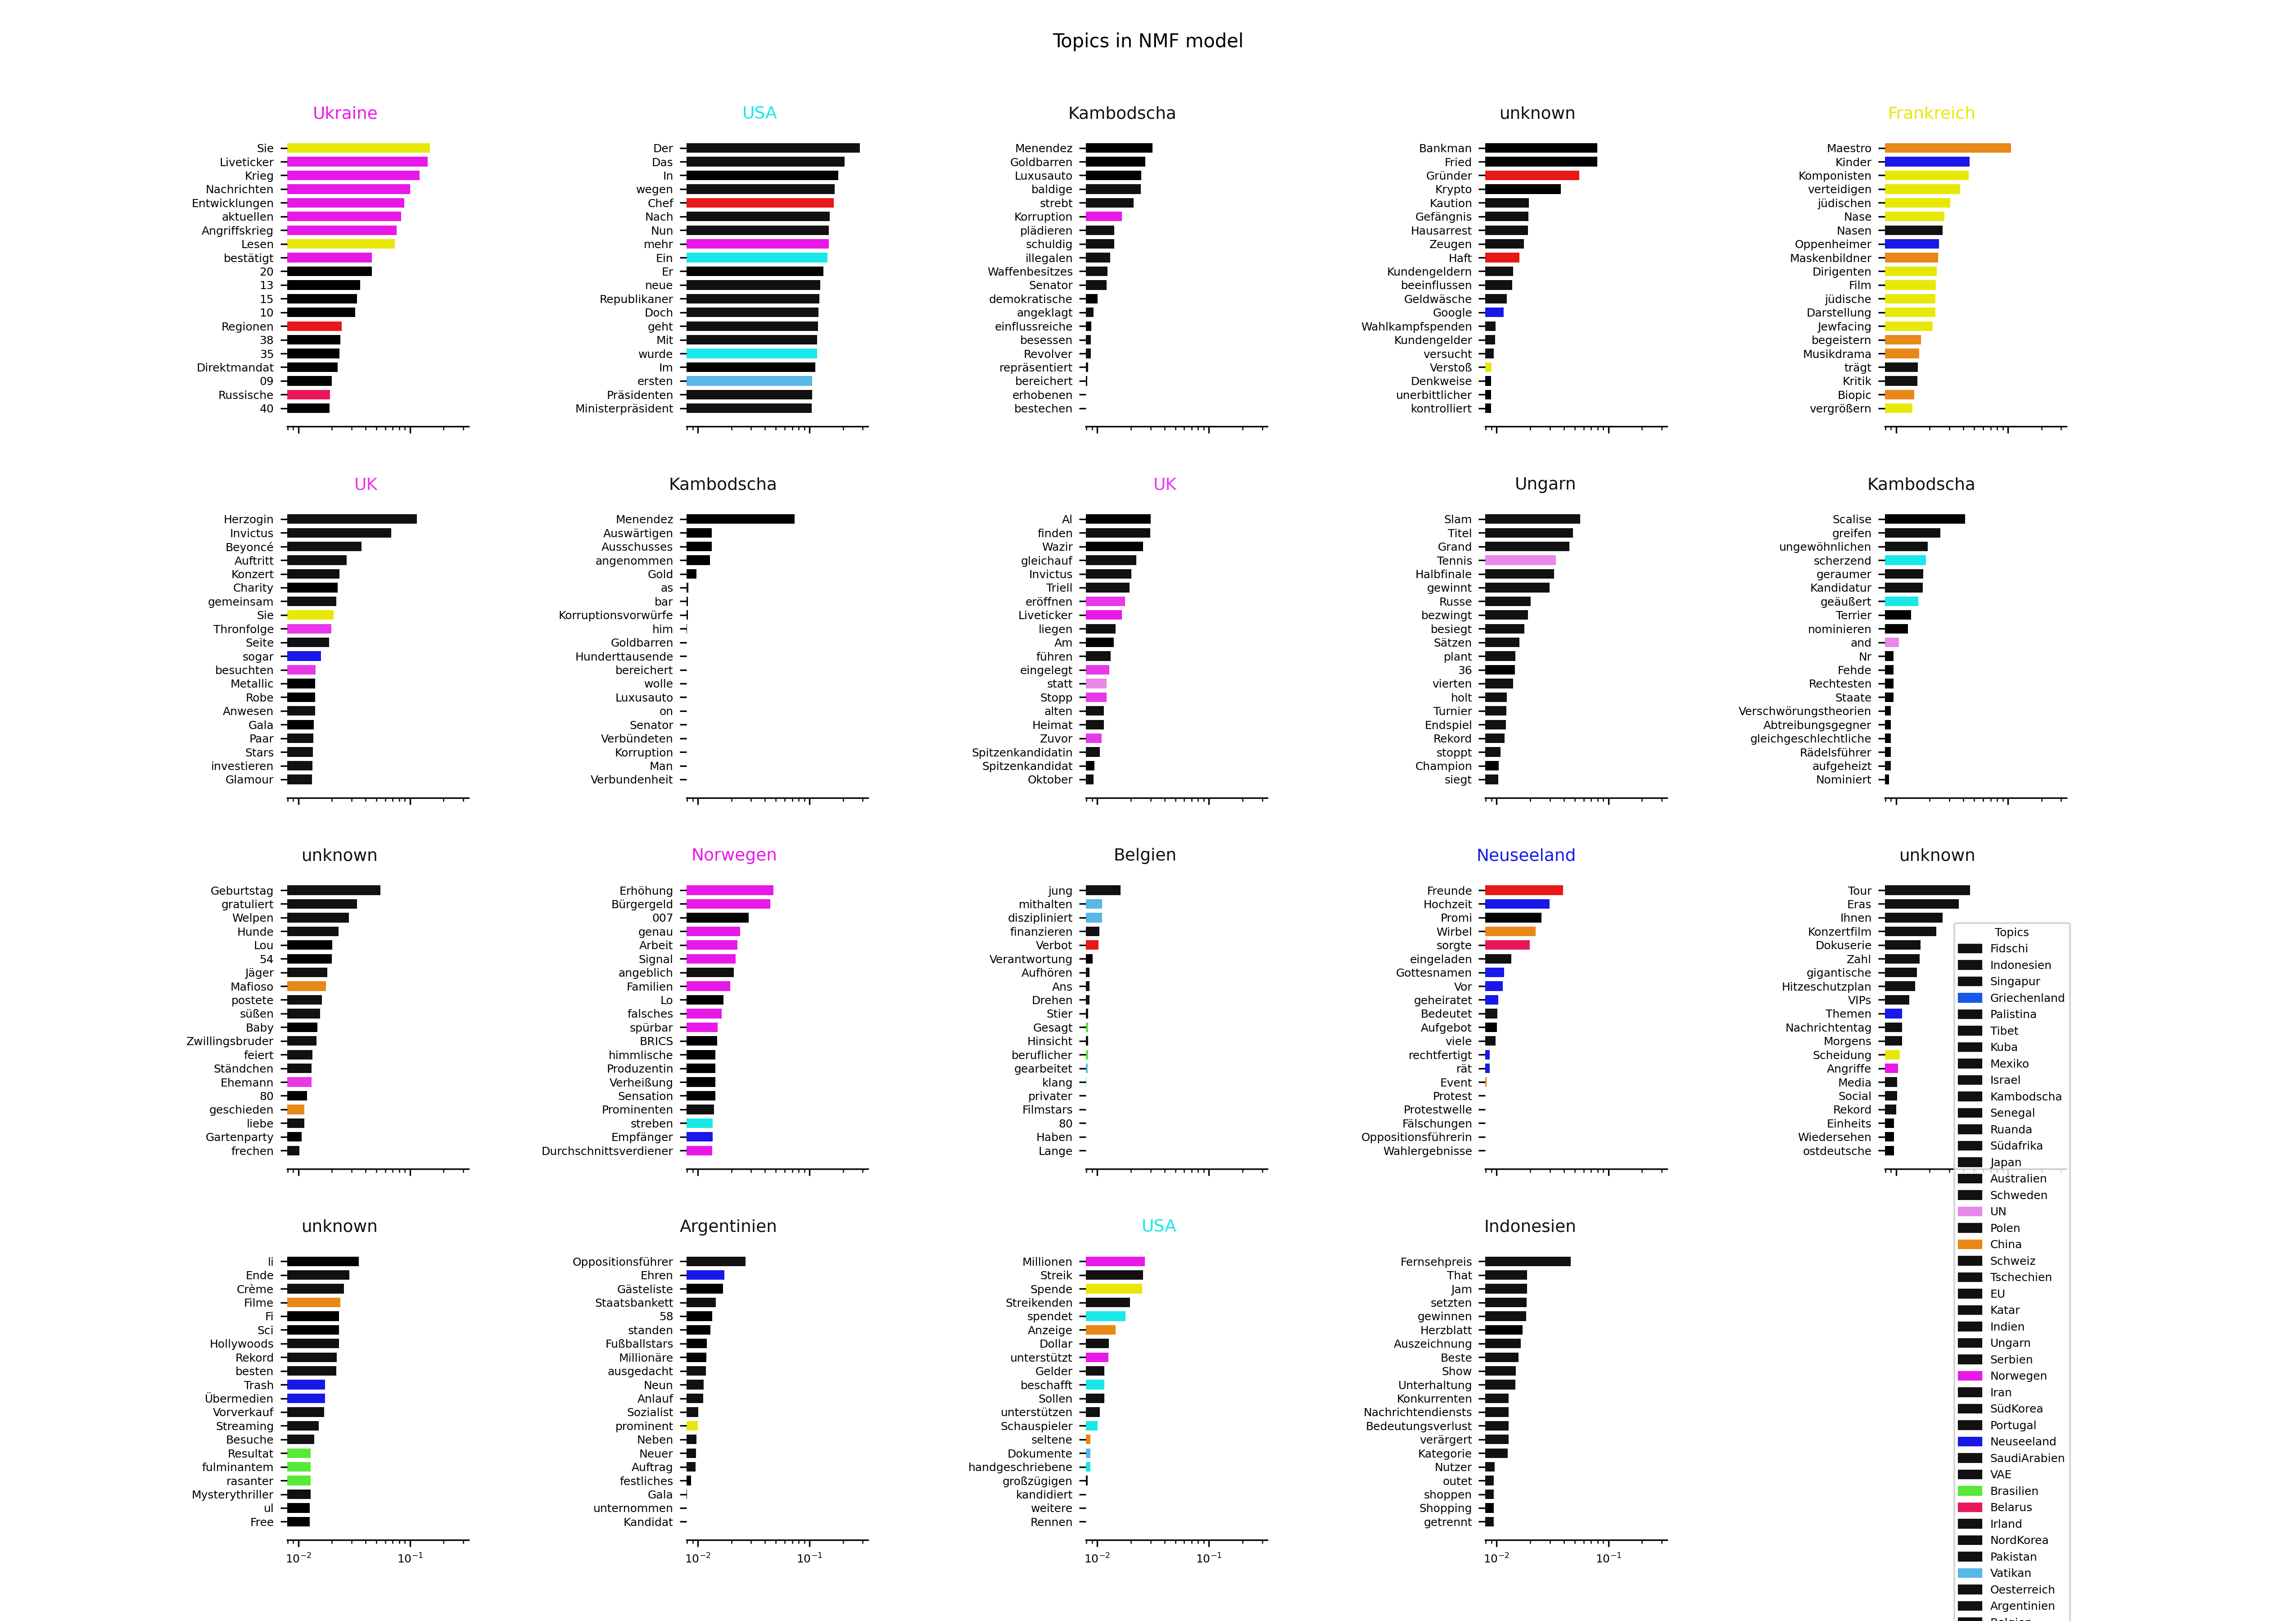 Topics in NMF model
Ukraine
Sie
Liveticker
Krieg
Nachrichten
Entwicklungen
aktuellen
Angriffskrieg
Lesen
bestätigt
20
13
15
10
Regionen
38
35
Direktmandat
09
Russische
40
USA
Der
Das
In
wegen
Chef
Nach
Nun
mehr
Ein
Er
neue
Republikaner
Doch
geht
Mit
wurde
Im
ersten
Präsidenten
Ministerpräsident
Kambodscha
Menendez
Goldbarren
Luxusauto
baldige
strebt
Korruption
plädieren
schuldig
illegalen
Waffenbesitzes
Senator
demokratische
angeklagt
einflussreiche
besessen
Revolver
repräsentiert
bereichert
erhobenen
bestechen
unknown
Bankman
Fried
Gründer
Krypto
Kaution
Gefängnis
Hausarrest
Zeugen
Haft
Kundengeldern
beeinflussen
Geldwäsche
Google
Wahlkampfspenden
Kundengelder
versucht
Verstoß
Denkweise
unerbittlicher
kontrolliert
Frankreich
Maestro
Kinder
Komponisten
verteidigen
jüdischen
Nase
Nasen
Oppenheimer
Maskenbildner
Dirigenten
Film
jüdische
Darstellung
Jewfacing
begeistern
Musikdrama
trägt
Kritik
Biopic
vergrößern
UK
Herzogin
Invictus
Beyoncé
Auftritt
Konzert
Charity
gemeinsam
Sie
Thronfolge
Seite
sogar
besuchten
Metallic
Robe
Anwesen
Gala
Paar
Stars
investieren
Glamour
Kambodscha
Menendez
Auswärtigen
Ausschusses
angenommen
Gold
as
bar
Korruptionsvorwürfe
him
Goldbarren
Hunderttausende
bereichert
wolle
Luxusauto
on
Senator
Verbündeten
Korruption
Man
Verbundenheit
UK
Al
finden
Wazir
gleichauf
Invictus
Triell
eröffnen
Liveticker
liegen
Am
führen
eingelegt
statt
Stopp
alten
Heimat
Zuvor
Spitzenkandidatin
Spitzenkandidat
Oktober
Ungarn
Slam
Titel
Grand
Tennis
Halbfinale
gewinnt
Russe
bezwingt
besiegt
Sätzen
plant
36
vierten
holt
Turnier
Endspiel
Rekord
stoppt
Champion
siegt
Kambodscha
Scalise
greifen
ungewöhnlichen
scherzend
geraumer
Kandidatur
geäußert
Terrier
nominieren
and
Nr
Fehde
Rechtesten
Staate
Verschwörungstheorien
Abtreibungsgegner
gleichgeschlechtliche
Rädelsführer
aufgeheizt
Nominiert
unknown
Geburtstag
gratuliert
Welpen
Hunde
Lou
54
Jäger
Mafioso
postete
süßen
Baby
Zwillingsbruder
feiert
Ständchen
Ehemann
80
geschieden
liebe
Gartenparty
frechen
Norwegen
Erhöhung
Bürgergeld
007
genau
Arbeit
Signal
angeblich
Familien
Lo
falsches
spürbar
BRICS
himmlische
Produzentin
Verheißung
Sensation
Prominenten
streben
Empfänger
Durchschnittsverdiener
Belgien
jung
mithalten
diszipliniert
finanzieren
Verbot
Verantwortung
Aufhören
Ans
Drehen
Stier
Gesagt
Hinsicht
beruflicher
gearbeitet
klang
privater
Filmstars
80
Haben
Lange
Neuseeland
Freunde
Hochzeit
Promi
Wirbel
sorgte
eingeladen
Gottesnamen
Vor
geheiratet
Bedeutet
Aufgebot
viele
rechtfertigt
rät
Event
Protest
Protestwelle
Fälschungen
Oppositionsführerin
Wahlergebnisse
unknown
Tour
Eras
Ihnen
Konzertfilm
Dokuserie
Zahl
gigantische
Hitzeschutzplan
VIPs
Themen
Nachrichtentag
Morgens
Scheidung
Angriffe
Media
Social
Rekord
Einheits
Wiedersehen
ostdeutsche
unknown
li
Ende
Crème
Filme
Fi
Sci
Hollywoods
Rekord
besten
Trash
Übermedien
Vorverkauf
Streaming
Besuche
Resultat
fulminantem
rasanter
Mysterythriller
ul
Free
10⁻² 10⁻¹
Argentinien
Oppositionsführer
Ehren
Gästeliste
Staatsbankett
58
standen
Fußballstars
Millionäre
ausgedacht
Neun
Anlauf
Sozialist
prominent
Neben
Neuer
Auftrag
festliches
Gala
unternommen
Kandidat
10⁻² 10⁻¹
USA
Millionen
Streik
Spende
Streikenden
spendet
Anzeige
Dollar
unterstützt
Gelder
beschafft
Sollen
unterstützen
Schauspieler
seltene
Dokumente
handgeschriebene
großzügigen
kandidiert
weitere
Rennen
10⁻² 10⁻¹
Indonesien
Fernsehpreis
That
Jam
setzten
gewinnen
Herzblatt
Auszeichnung
Beste
Show
Unterhaltung
Konkurrenten
Nachrichtendiensts
Bedeutungsverlust
verärgert
Kategorie
Nutzer
outet
shoppen
Shopping
getrennt
10⁻² 10⁻¹
Topics
Fidschi
Indonesien
Singapur
Griechenland
Palistina
Tibet
Kuba
Mexiko
Israel
Kambodscha
Senegal
Ruanda
Südafrika
Japan
Australien
Schweden
UN
Polen
China
Schweiz
Tschechien
EU
Katar
Indien
Ungarn
Serbien
Norwegen
Iran
SüdKorea
Portugal
Neuseeland
SaudiArabien
VAE
Brasilien
Belarus
Irland
NordKorea
Pakistan
Vatikan
Oesterreich
Argentinien